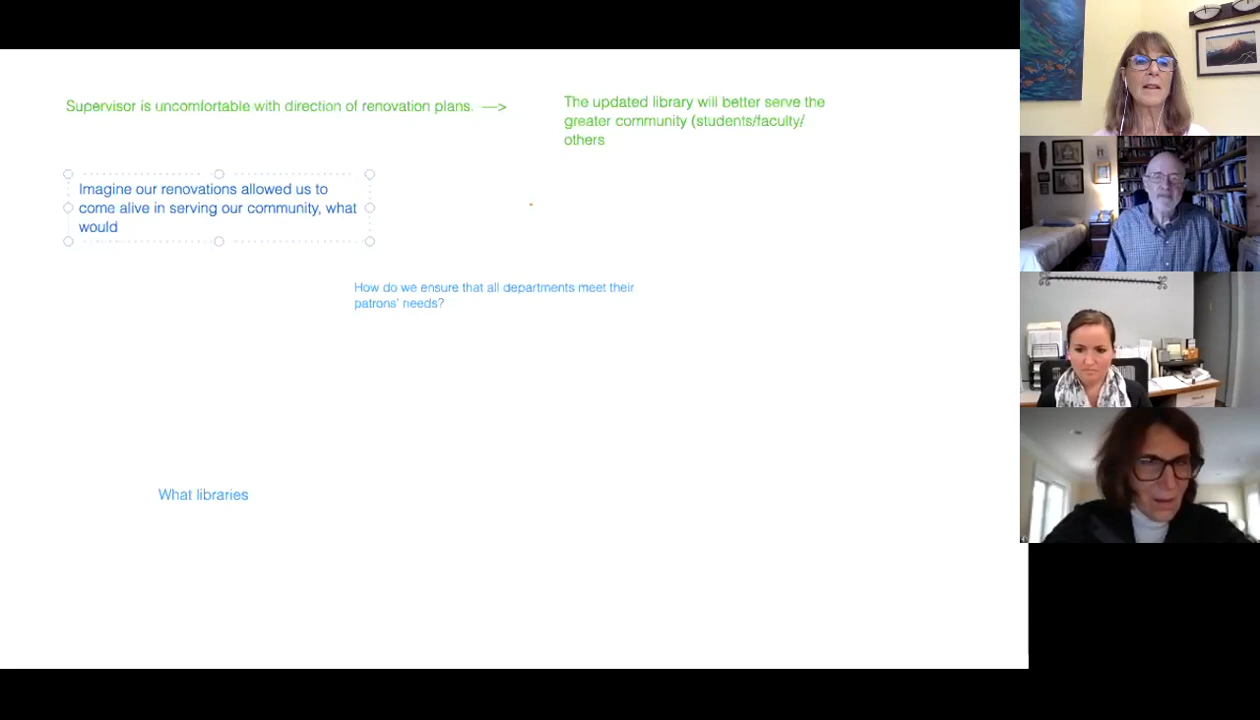 Supervisor is uncomfortable with direction of renovation plans. —>
The updated library will better serve the
greater community (students/faculty/
others
Imagine our renovations allowed us to
come alive in serving our community, what
would
How do we ensure that all departments meet their
patrons' needs?
What libraries